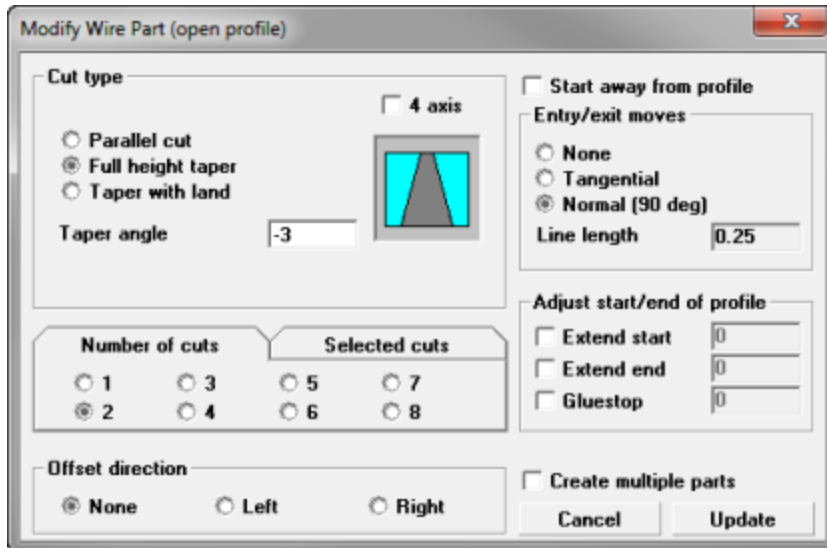 Modify Wire Part (open profile)
x
Cut type
4 axis
Parallel cut
Full height taper
Taper with land
Taper angle
-3
Number of cuts
Selected cuts
1 3 5 7
2 4 6 8
Offset direction
None Left Right
Start away from profile
Entry/exit moves
None
Tangential
Normal (90 deg)
Line length 0.25
Adjust start/end of profile
Extend start 0
Extend end 0
Gluestop 0
Create multiple parts
Cancel Update